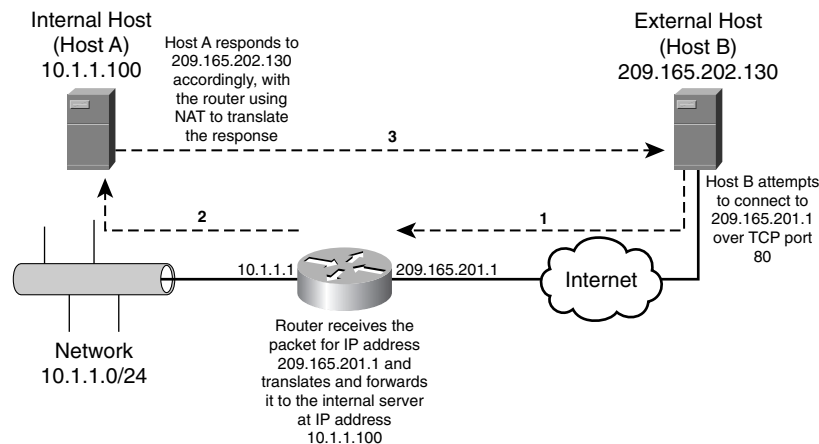 Internal Host
(Host A)
10.1.1.100
Host A responds to
209.165.202.130
accordingly, with
the router using
NAT to translate
the response
External Host
(Host B)
209.165.202.130
3
Host B attempts
to connect to
209.165.201.1
over TCP port
80
2
1
10.1.1.1
209.165.201.1
Internet
Router receives the
packet for IP address
209.165.201.1 and
translates and forwards
it to the internal server
at IP address
10.1.1.100
Network
10.1.1.0/24